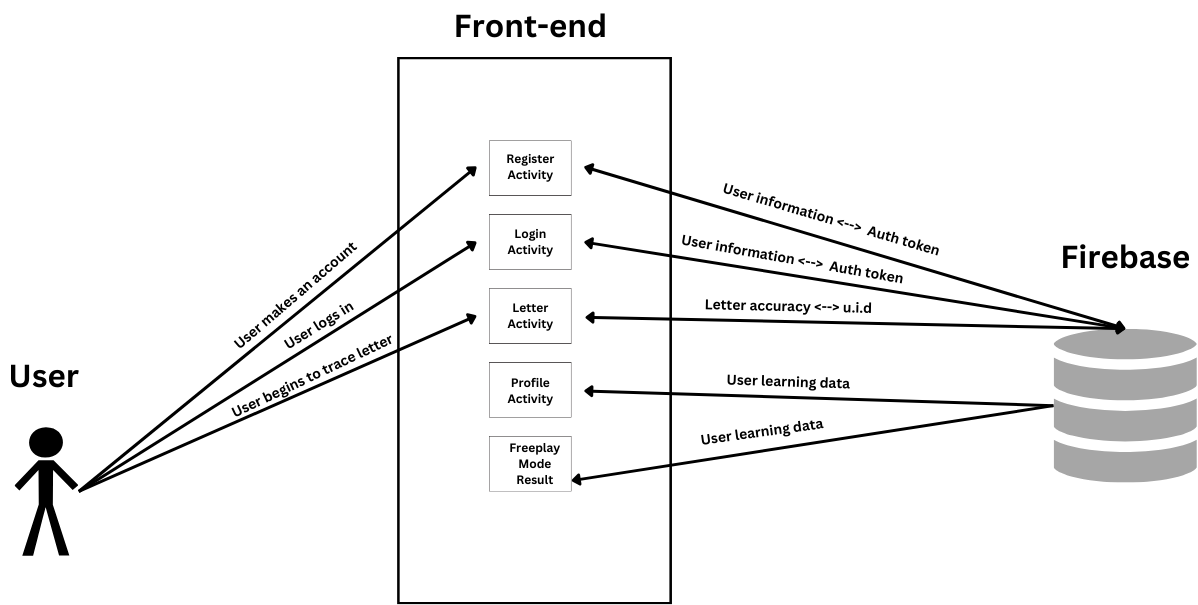 Front-end
Register
Activity
Login
Activity
Letter
Activity
Profile
Activity
Freeplay
Mode
Result
User
User makes an account
User logs in
User begins to trace letter
User information <--> Auth token
User information <--> Auth token
Letter accuracy <--> u.i.d
User learning data
User learning data
Firebase